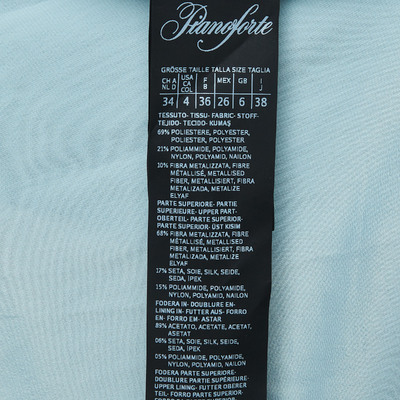 Pianoforte
GRÖSSE TAILLE TALLA SIZE TAGLIA
CH A NL D USA CA CO F B MEX GB I J
34 4 36 26 6 38
TESSUTO- TISSU- FABRIC- STOFF-
TEJIDO- TECIDO- KUMAŞ
69% POLIESTERE, POLYESTER,
POLIESTER, POLYESTER
21% POLIAMMIDE, POLYAMIDE,
NYLON, POLYAMID, NAILON
10% FIBRA METALIZZATA, FIBRE
MÉTALLISÉ, METALLISED
FIBER, METALLISIERT, FIBRA
METALIZADA, METALIZE
ELYAF
PARTE SUPERIORE- PARTIE
SUPERIEURE- UPPER PART-
OBERTEIL- PARTE SUPERIOR-
PARTE SUPERIOR- ÜST KISIM
68% FIBRA METALIZZATA, FIBRE
MÉTALLISÉ, METALLISED
FIBER, METALLISIERT, FIBRA
METALIZADA, METALIZE
ELYAF
17% SETA, SOIE, SILK, SEIDE,
SEDA, İPEK
15% POLIAMMIDE, POLYAMIDE,
NYLON, POLYAMID, NAILON
FODERA IN- DOUBLURE EN-
LINING IN- FUTTER AUS- FORRO
EN- FORRO EM- ASTAR
89% ACETATO, ACETATE, ACETAT,
ASETAT
06% SETA, SOIE, SILK, SEIDE,
SEDA, İPEK
05% POLIAMMIDE, POLYAMIDE,
NYLON, POLYAMID, NAILON
FODERA PARTE SUPERIORE-
DOUBLURE PARTIE SUPÉRIEURE-
UPPER LINING- FUTTER OBERER
TEIL- FORRO PARTE SUPERIOR-